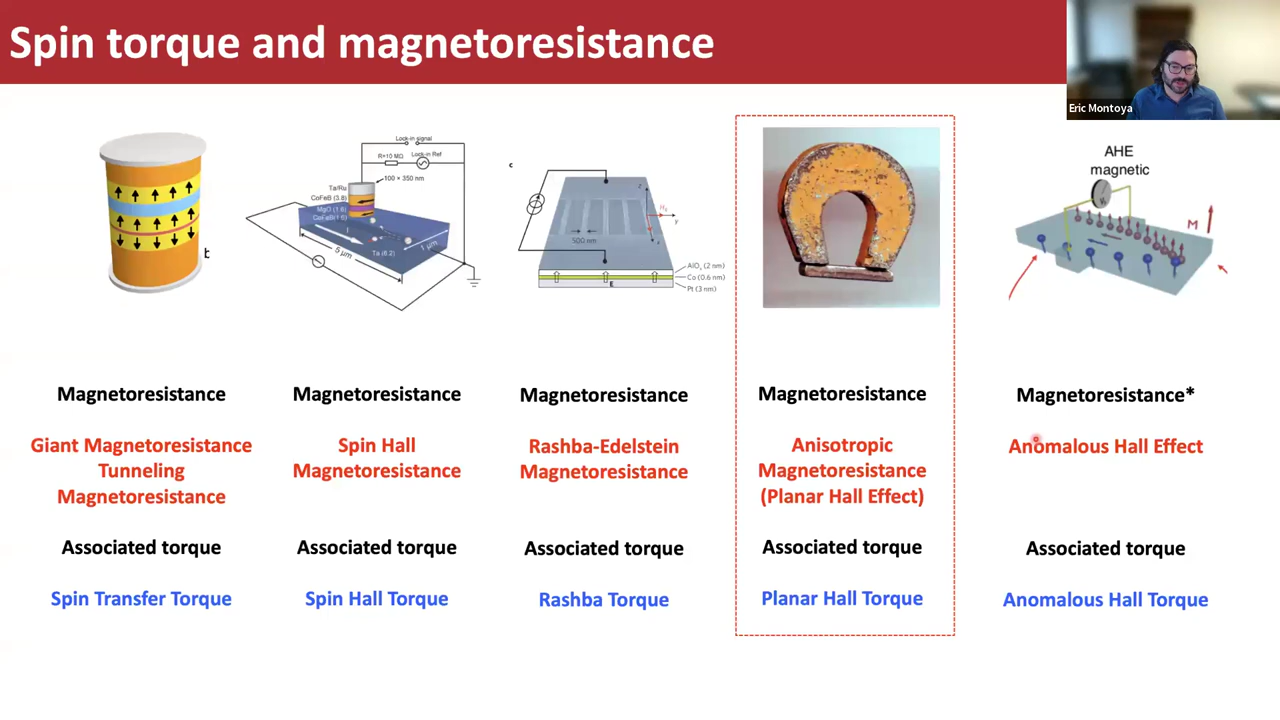 Spin torque and magnetoresistance
Eric Montoya
b
Lock-in signal
R=10 MΩ
Lock-in Ref
100 × 350 nm
Ta/Ru
CoFeB (3.8)
MgO (1.6)
Ta (6.2)
5 μm
1 μm
c
500 nm
z
y
x
E
AlOx (2 nm)
Co (0.6 nm)
Pt (3 nm)
AHE
magnetic
M
Magnetoresistance
Giant Magnetoresistance
Tunneling
Magnetoresistance
Associated torque
Spin Transfer Torque
Magnetoresistance
Spin Hall
Magnetoresistance
Associated torque
Spin Hall Torque
Magnetoresistance
Rashba-Edelstein
Magnetoresistance
Associated torque
Rashba Torque
Magnetoresistance
Anisotropic
Magnetoresistance
(Planar Hall Effect)
Associated torque
Planar Hall Torque
Magnetoresistance*
Anomalous Hall Effect
Associated torque
Anomalous Hall Torque